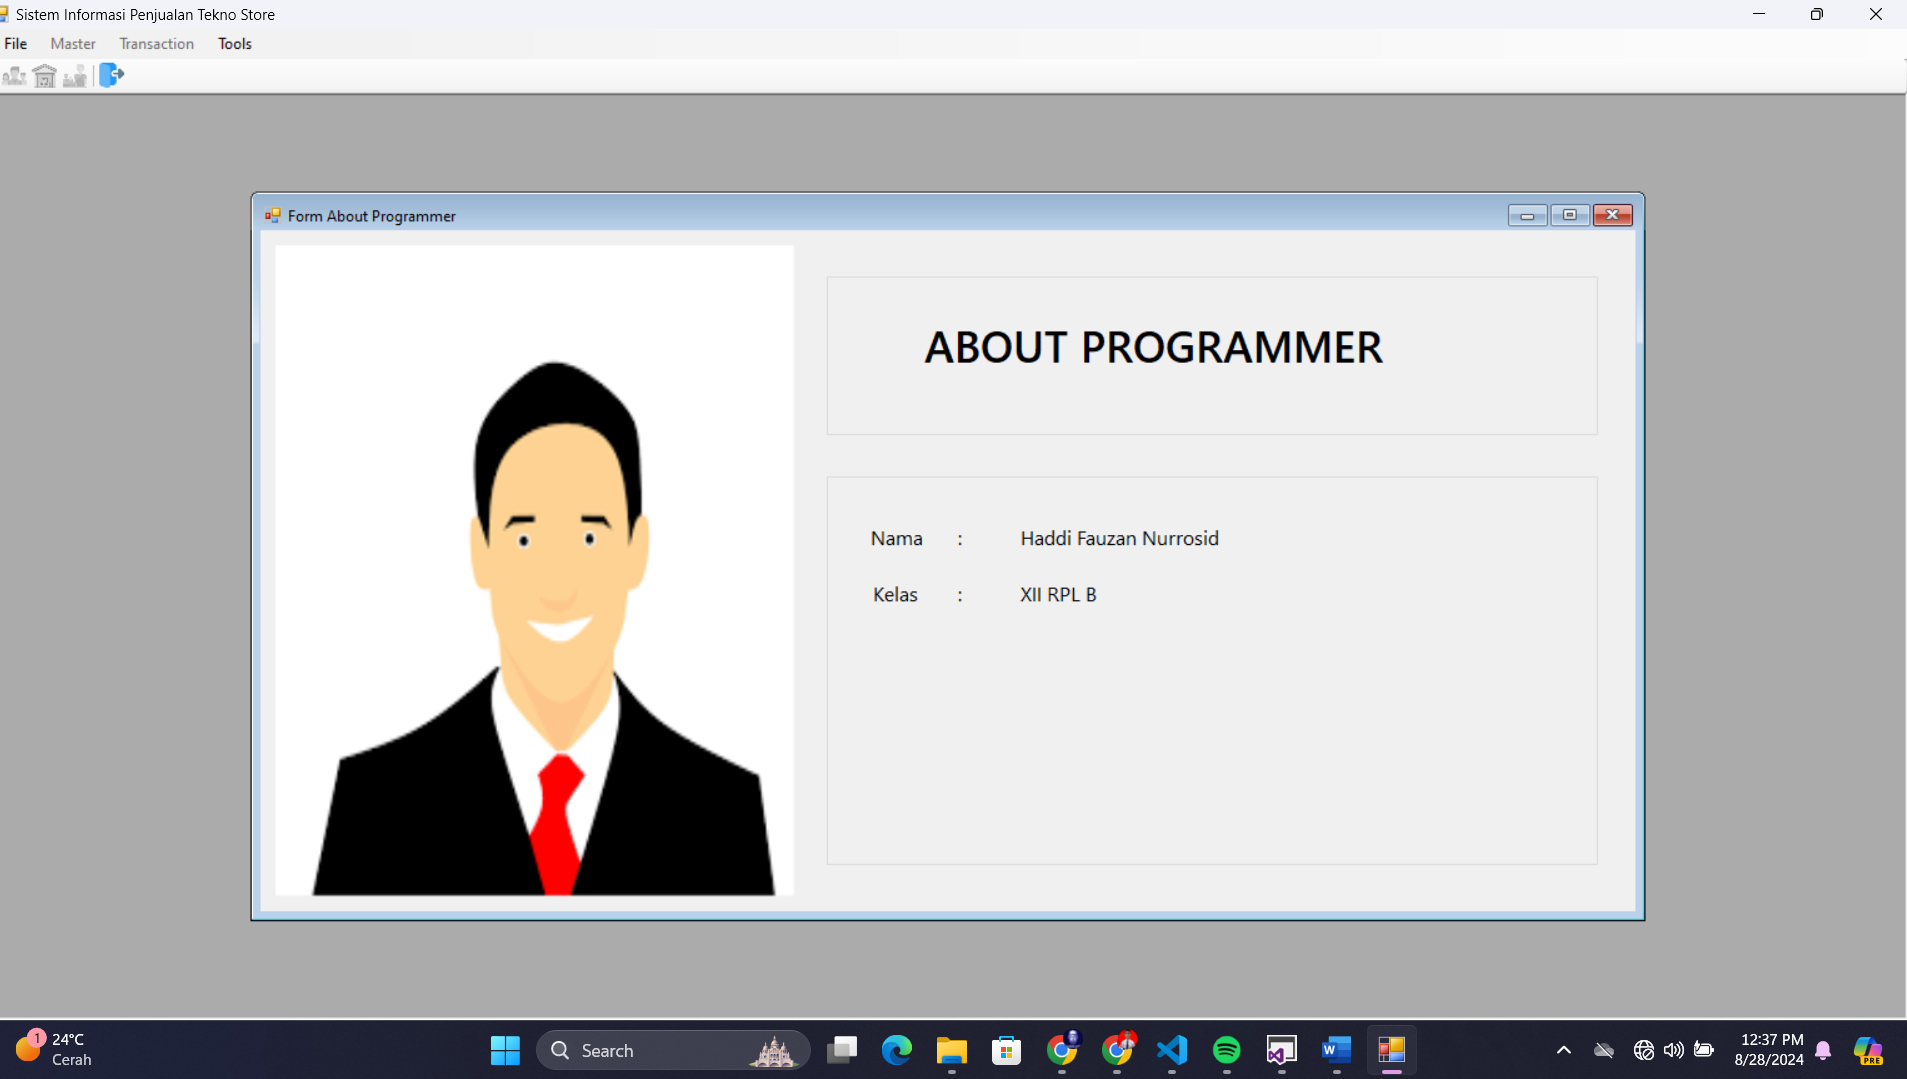 Sistem Informasi Penjualan Tekno Store
File Master Transaction Tools
Form About Programmer
ABOUT PROGRAMMER
Nama : Haddi Fauzan Nurrosid
Kelas : XII RPL B
1
24°C
Cerah
Search
12:37 PM
8/28/2024
PRE